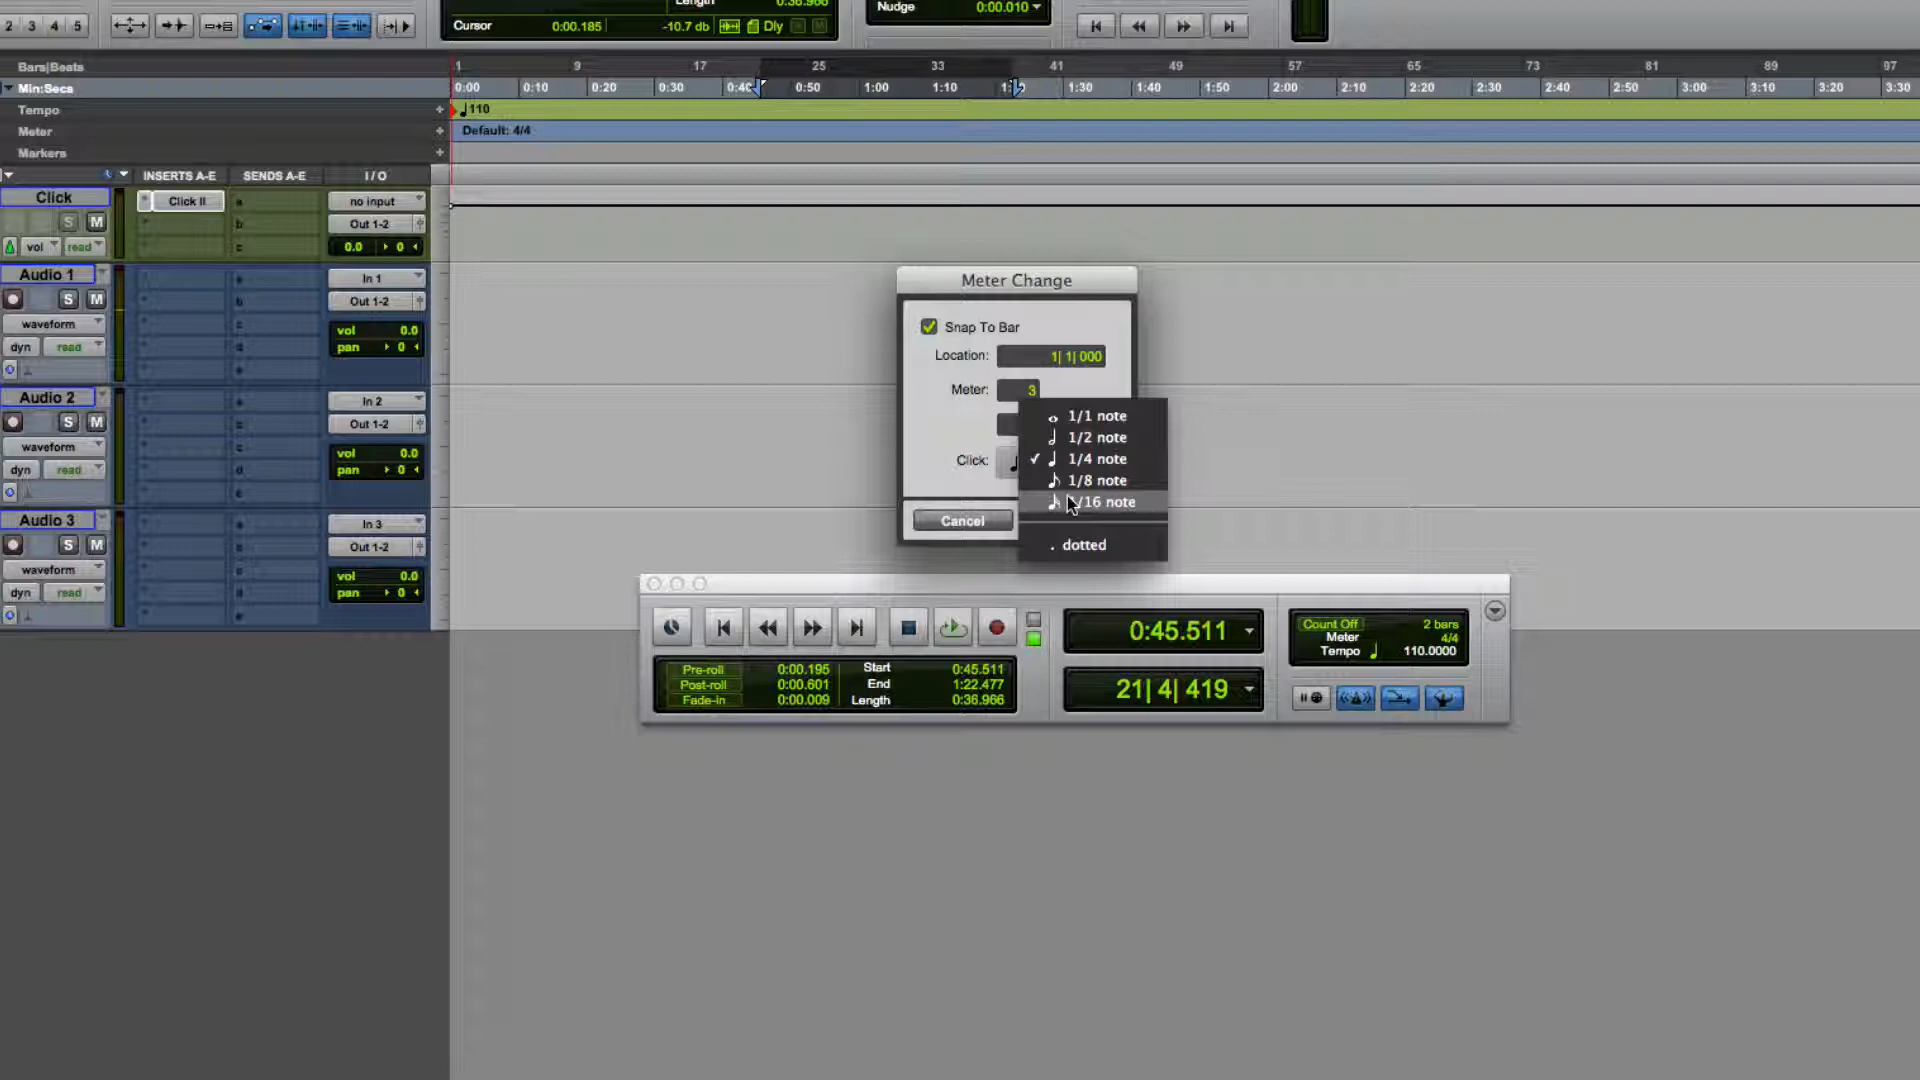 2 3 4 5
Length 0:36.966
Cursor 0:00.185 -10.7 db Dly
Nudge 0:00.010
Bars|Beats 1 9 17 25 33 41 49 57 65 73 81 89 97
Min:Secs 0:00 0:10 0:20 0:30 0:50 1:00 1:10 1:30 1:40 1:50 2:00 2:10 2:20 2:30 2:40 2:50 3:00 3:10 3:20 3:30
Tempo 110
Meter Default: 4/4
Markers
INSERTS A-E SENDS A-E I / O
Click Click II a no input
S M b Out 1-2
vol read c 0.0 0
Audio 1 a In 1
S M b Out 1-2
waveform c vol 0.0
dyn read d pan 0
e
Audio 2 a In 2
S M b Out 1-2
waveform c vol 0.0
dyn read d pan 0
e
Audio 3 a In 3
S M b Out 1-2
waveform c vol 0.0
dyn read d pan 0
e
Meter Change
Snap To Bar
Location: 1| 1| 000
Meter: 3
Click:
Cancel
1/1 note
1/2 note
1/4 note
1/8 note
1/16 note
. dotted
0:45.511
21| 4| 419
Pre-roll 0:00.195 Start 0:45.511
Post-roll 0:00.601 End 1:22.477
Fade-in 0:00.009 Length 0:36.966
Count Off 2 bars
Meter 4/4
Tempo 110.0000